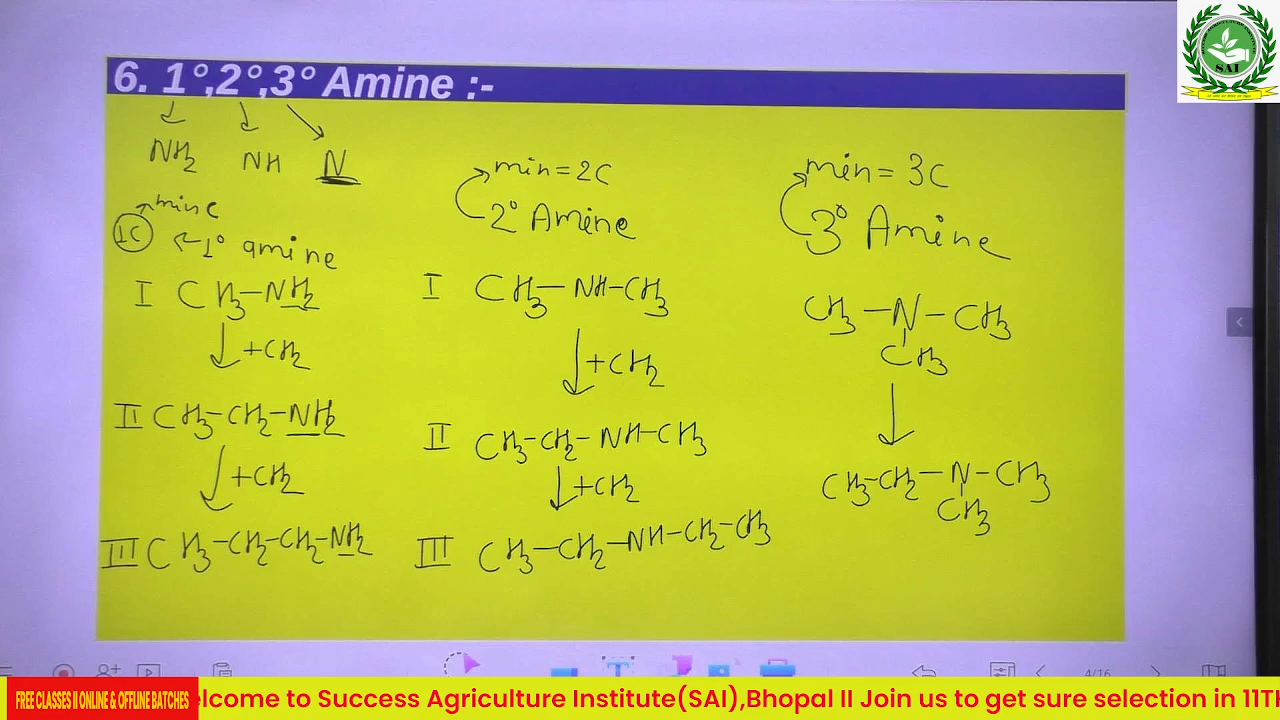 SAI
6. 1°,2°,3° Amine :-
NH2 NH N
min C
1C 1° amine
I CH3-NH2
+CH2
II CH3-CH2-NH2
+CH2
III CH3-CH2-CH2-NH2
min = 2C
2° Amine
I CH3-NH-CH3
+CH2
II CH3-CH2-NH-CH3
+CH2
III CH3-CH2-NH-CH2-CH3
min = 3C
3° Amine
CH3-N-CH3
CH3
CH3-CH2-N-CH3
CH3
4/16
FREE CLASSES II ONLINE & OFFLINE BATCHES
elcome to Success Agriculture Institute(SAI),Bhopal II Join us to get sure selection in 11TH